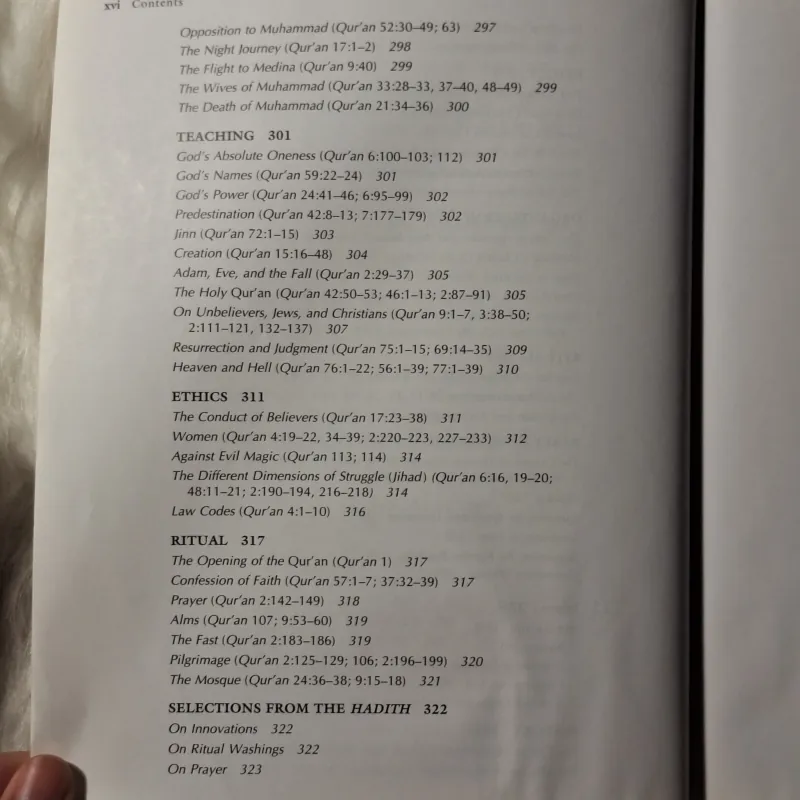 xvi Contents
Opposition to Muhammad (Qur'an 52:30–49; 63) 297
The Night Journey (Qur'an 17:1–2) 298
The Flight to Medina (Qur'an 9:40) 299
The Wives of Muhammad (Qur'an 33:28–33, 37–40, 48–49) 299
The Death of Muhammad (Qur'an 21:34–36) 300
TEACHING 301
God's Absolute Oneness (Qur'an 6:100–103; 112) 301
God's Names (Qur'an 59:22–24) 301
God's Power (Qur'an 24:41–46; 6:95–99) 302
Predestination (Qur'an 42:8–13; 7:177–179) 302
Jinn (Qur'an 72:1–15) 303
Creation (Qur'an 15:16–48) 304
Adam, Eve, and the Fall (Qur'an 2:29–37) 305
The Holy Qur'an (Qur'an 42:50–53; 46:1–13; 2:87–91) 305
On Unbelievers, Jews, and Christians (Qur'an 9:1–7, 3:38–50;
2:111–121, 132–137) 307
Resurrection and Judgment (Qur'an 75:1–15; 69:14–35) 309
Heaven and Hell (Qur'an 76:1–22; 56:1–39; 77:1–39) 310
ETHICS 311
The Conduct of Believers (Qur'an 17:23–38) 311
Women (Qur'an 4:19–22, 34–39; 2:220–223, 227–233) 312
Against Evil Magic (Qur'an 113; 114) 314
The Different Dimensions of Struggle (Jihad) (Qur'an 6:16, 19–20;
48:11–21; 2:190–194, 216–218) 314
Law Codes (Qur'an 4:1–10) 316
RITUAL 317
The Opening of the Qur'an (Qur'an 1) 317
Confession of Faith (Qur'an 57:1–7; 37:32–39) 317
Prayer (Qur'an 2:142–149) 318
Alms (Qur'an 107; 9:53–60) 319
The Fast (Qur'an 2:183–186) 319
Pilgrimage (Qur'an 2:125–129; 106; 2:196–199) 320
The Mosque (Qur'an 24:36–38; 9:15–18) 321
SELECTIONS FROM THE HADITH 322
On Innovations 322
On Ritual Washings 322
On Prayer 323